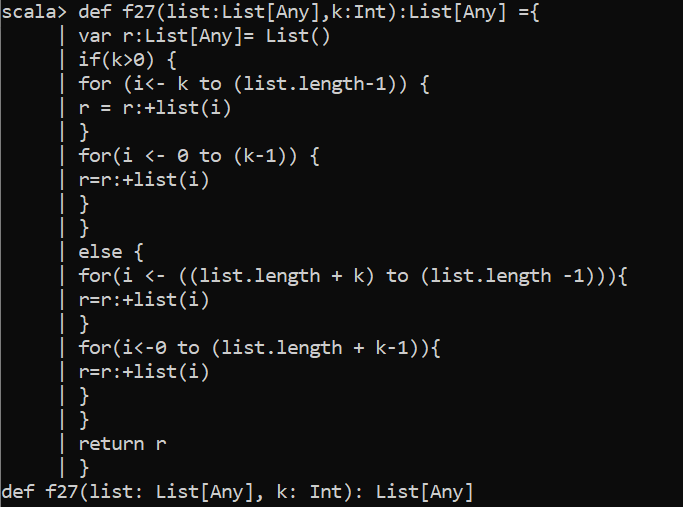 scala> def f27(list:List[Any],k:Int):List[Any] ={
     | var r:List[Any]= List()
     | if(k>0) {
     | for (i<- k to (list.length-1)) {
     | r = r:+list(i)
     | }
     | for(i <- 0 to (k-1)) {
     | r=r:+list(i)
     | }
     | }
     | else {
     | for(i <- ((list.length + k) to (list.length -1))){
     | r=r:+list(i)
     | }
     | for(i<-0 to (list.length + k-1)){
     | r=r:+list(i)
     | }
     | }
     | return r
     | }
def f27(list: List[Any], k: Int): List[Any]